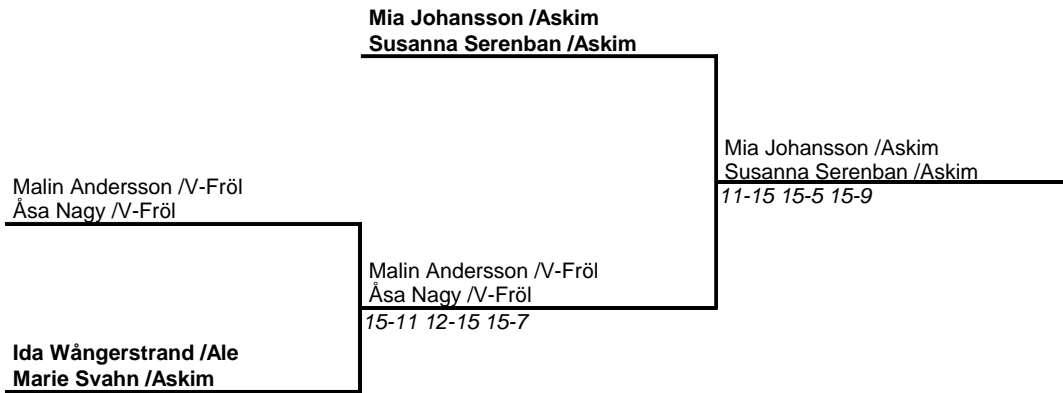 Mia Johansson /Askim
Susanna Serenban /Askim
Mia Johansson /Askim
Susanna Serenban /Askim
11-15 15-5 15-9
Malin Andersson /V-Fröl
Åsa Nagy /V-Fröl
Malin Andersson /V-Fröl
Åsa Nagy /V-Fröl
15-11 12-15 15-7
Ida Wångerstrand /Ale
Marie Svahn /Askim